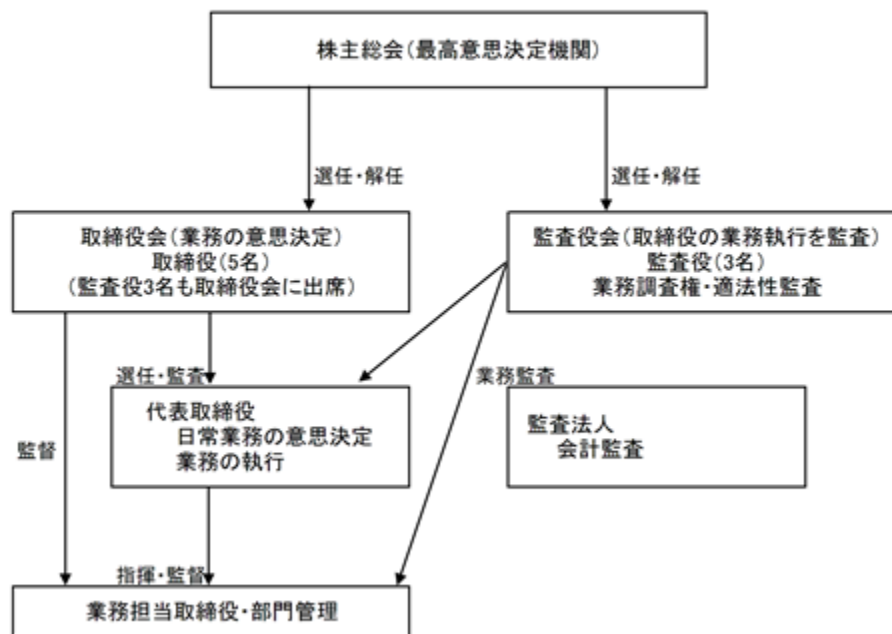 株主総会(最高意思決定機関)
選任・解任
選任・解任
取締役会(業務の意思決定)
取締役(5名)
(監査役3名も取締役会に出席)
監査役会(取締役の業務執行を監査)
監査役(3名)
業務調査権・適法性監査
選任・監査
業務監査
代表取締役
日常業務の意思決定
業務の執行
監査法人
会計監査
監督
指揮・監督
業務担当取締役・部門管理